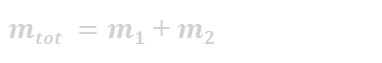 m_tot = m_1 + m_2